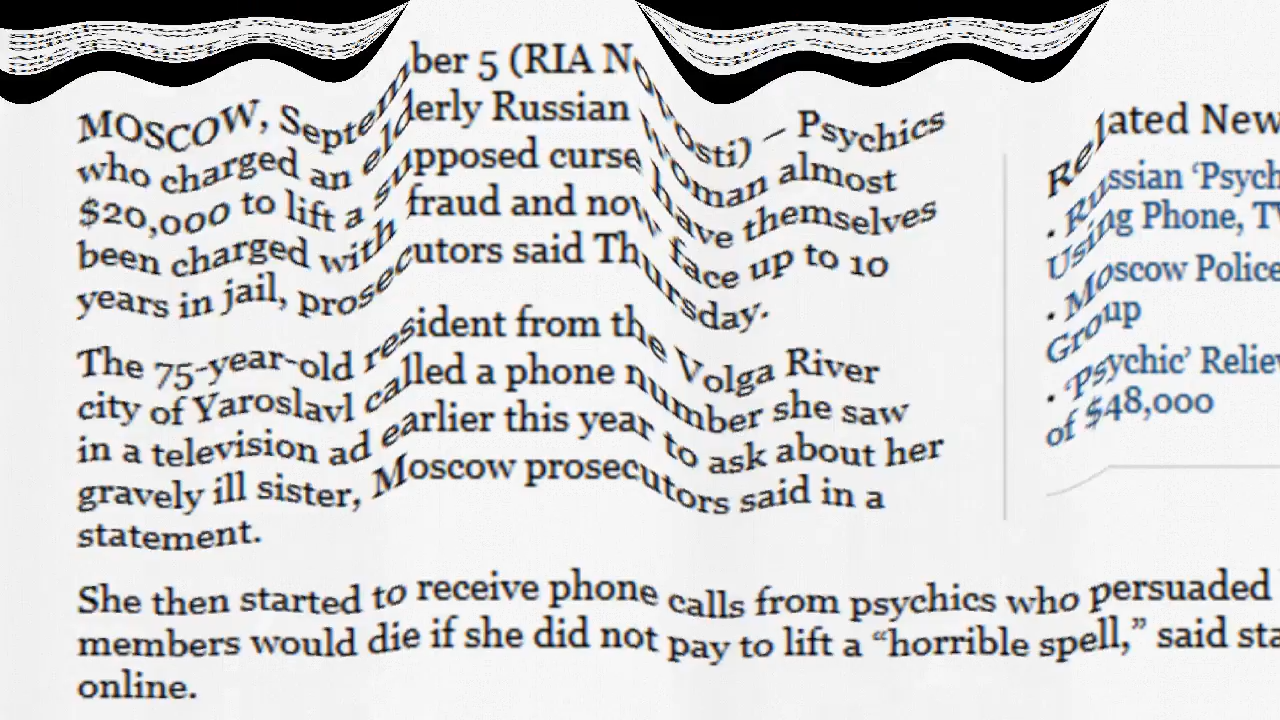 MOSCOW, September 5 (RIA Novosti) – Psychics
who charged an elderly Russian woman almost
$20,000 to lift a supposed curse have themselves
been charged with fraud and now face up to 10
years in jail, prosecutors said Thursday.
The 75-year-old resident from the Volga River
city of Yaroslavl called a phone number she saw
in a television ad earlier this year to ask about her
gravely ill sister, Moscow prosecutors said in a
statement.
She then started to receive phone calls from psychics who persuaded
members would die if she did not pay to lift a “horrible spell,” said
online.
Related
· Russian
Using Phone,
· Moscow Police
Group
· ‘Psychic’
of $48,000